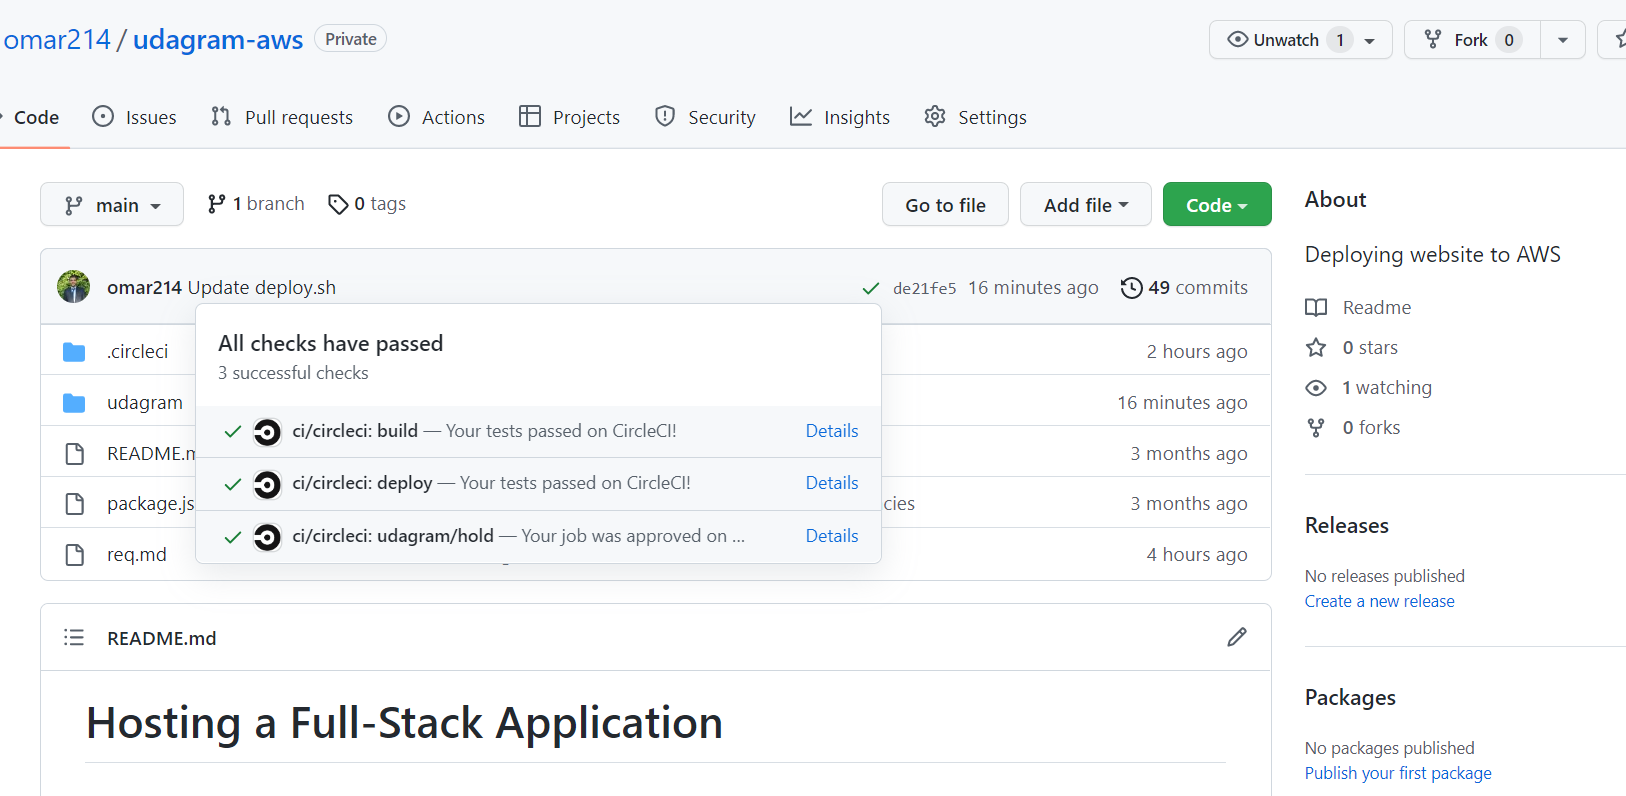 omar214 / udagram-aws Private Unwatch 1 Fork 0
Code Issues Pull requests Actions Projects Security Insights Settings
main 1 branch 0 tags Go to file Add file Code
omar214 Update deploy.sh de21fe5 16 minutes ago 49 commits
All checks have passed
3 successful checks
ci/circleci: build — Your tests passed on CircleCI! Details
ci/circleci: deploy — Your tests passed on CircleCI! Details
ci/circleci: udagram/hold — Your job was approved on ... Details
.circleci 2 hours ago
udagram 16 minutes ago
README.m 3 months ago
package.js cies 3 months ago
req.md 4 hours ago
README.md
Hosting a Full-Stack Application
About
Deploying website to AWS
Readme
0 stars
1 watching
0 forks
Releases
No releases published
Create a new release
Packages
No packages published
Publish your first package